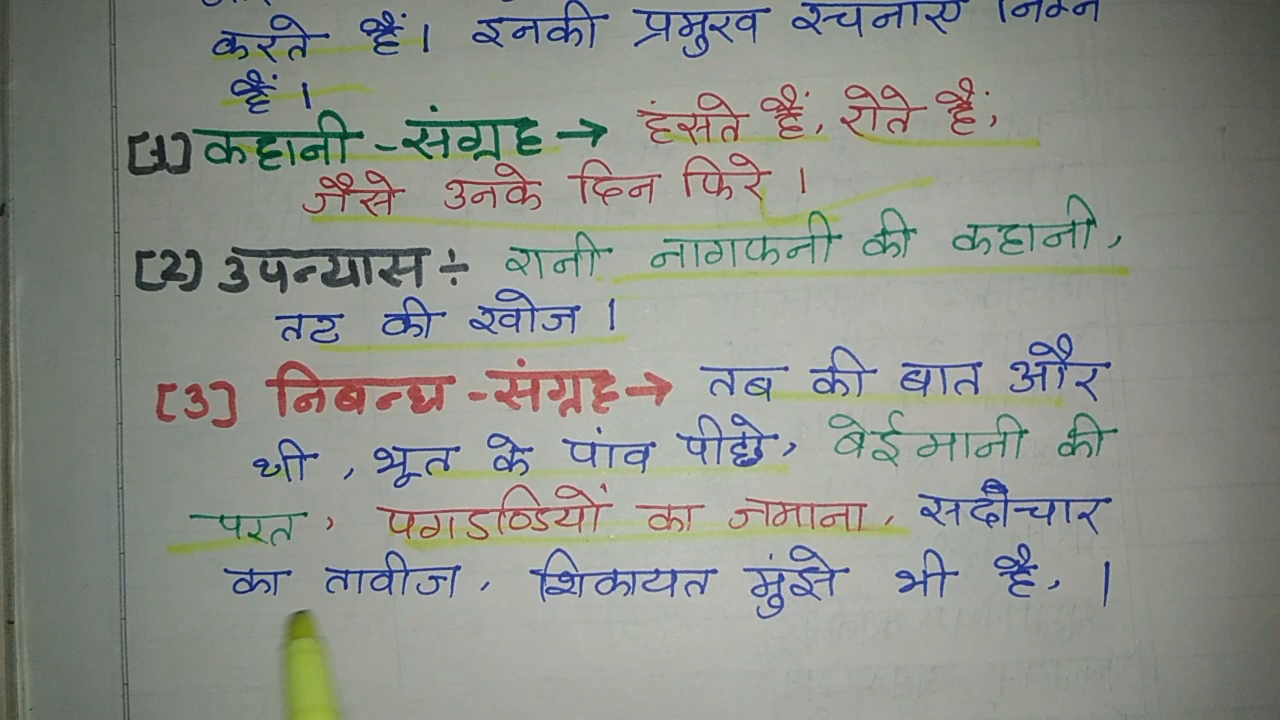 करते हैं। इनकी प्रमुख रचनाएं निम्न
हैं।
[1] कहानी -संग्रह → हंसते हैं, रोते हैं,
जैसे उनके दिन फिरे ।
[2] उपन्यास ÷ रानी नागफनी की कहानी,
तट की खोज ।
[3] निबन्ध -संग्रह → तब की बात और
थी , भूत के पांव पीछे, बेईमानी की
परत, पगडण्डियों का जमाना, सदाचार
का तावीज, शिकायत मुंझे भी है, ।